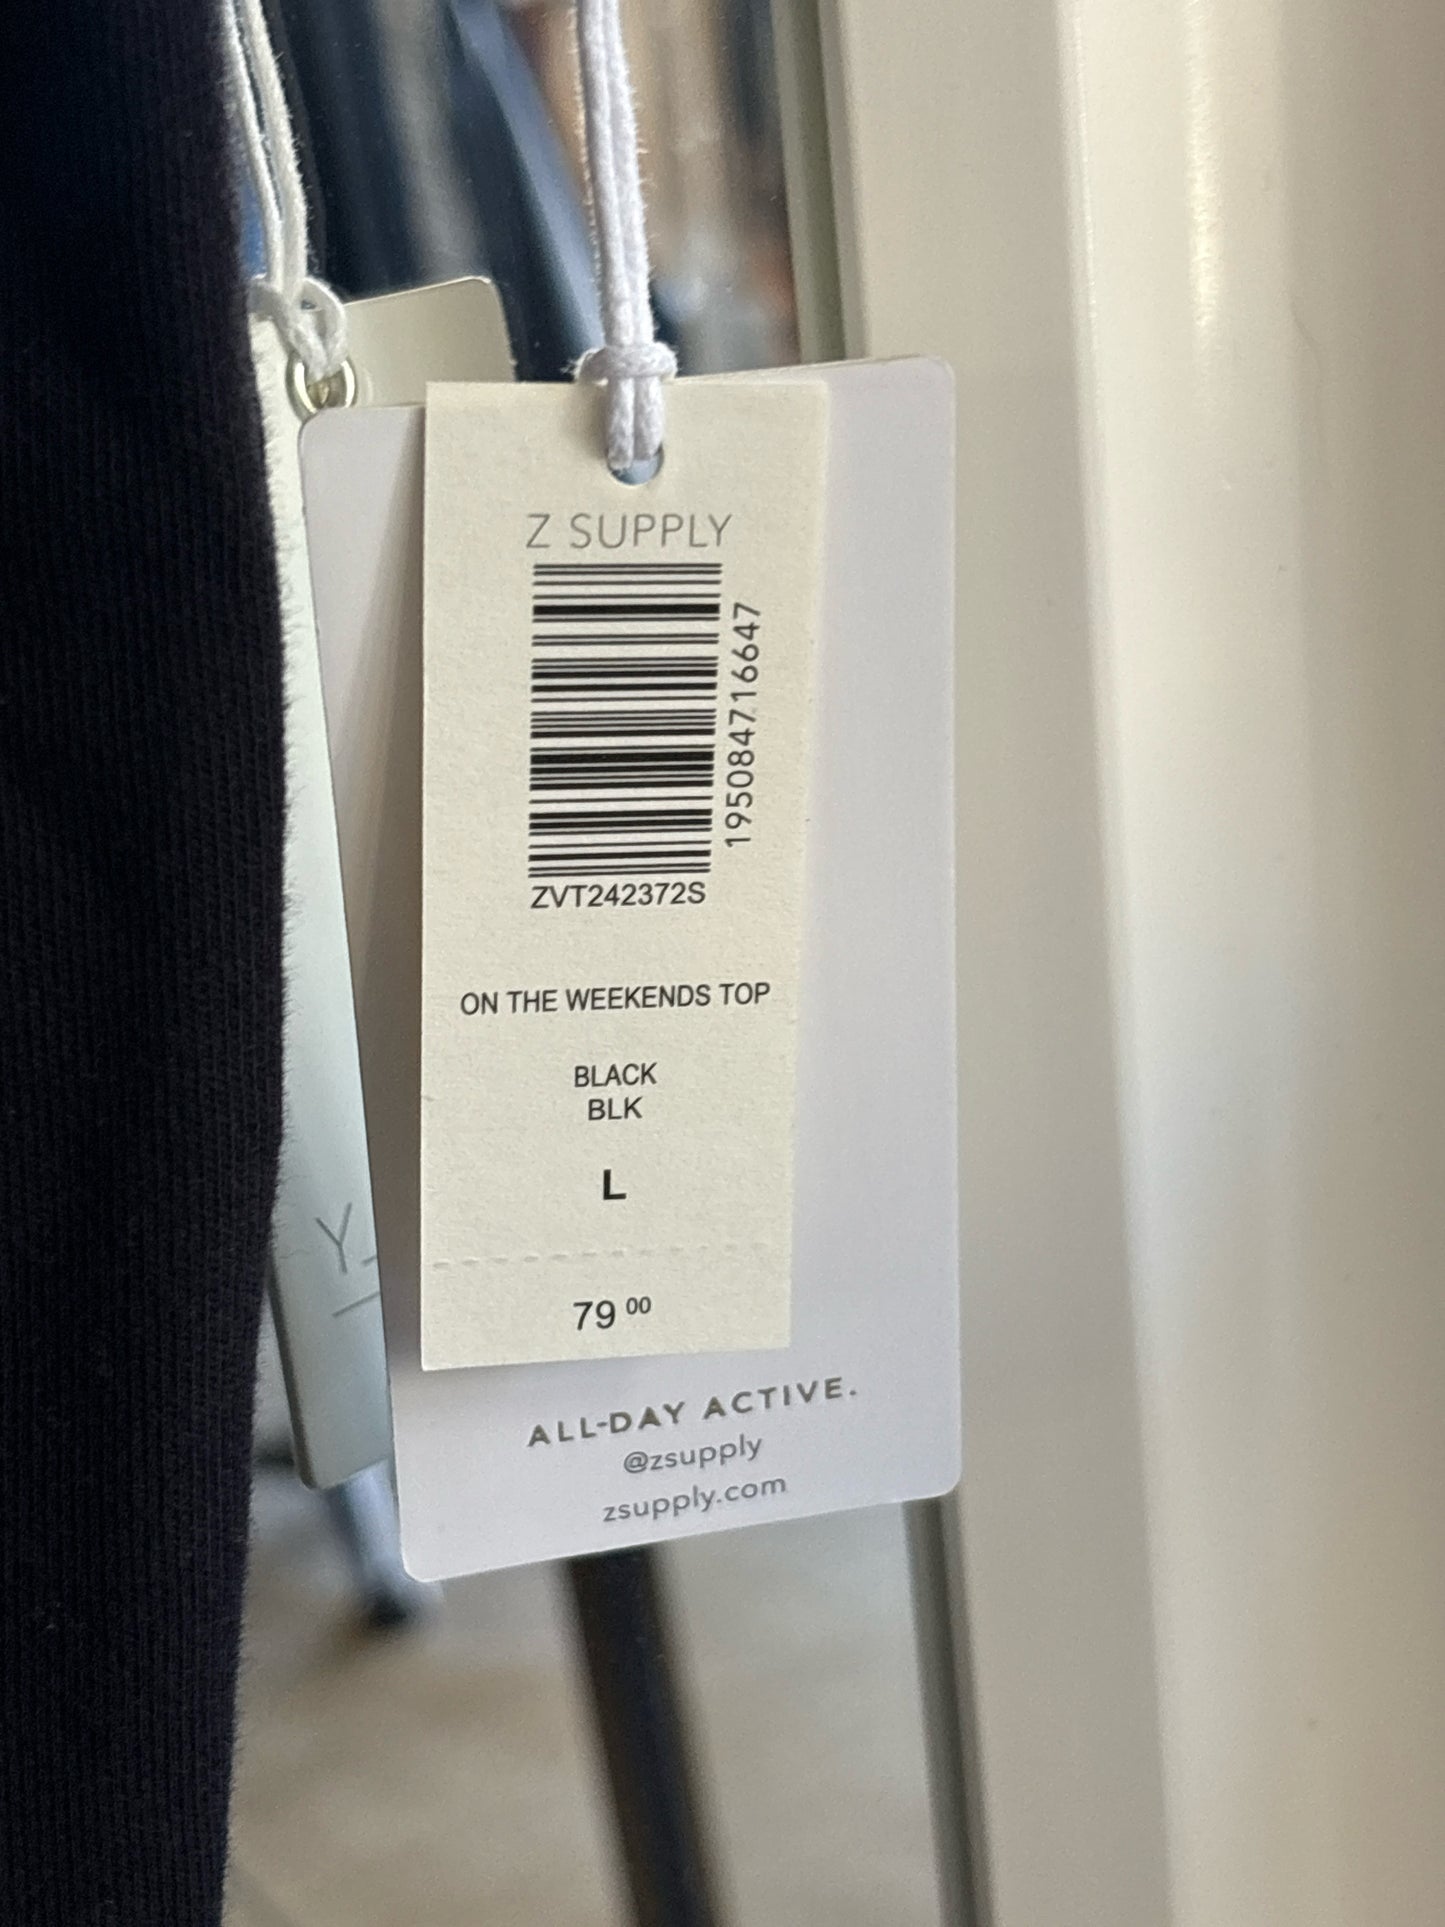 Z SUPPLY
195084716647
ZVT242372S
ON THE WEEKENDS TOP
BLACK
BLK
L
79 00
ALL-DAY ACTIVE.
@zsupply
zsupply.com